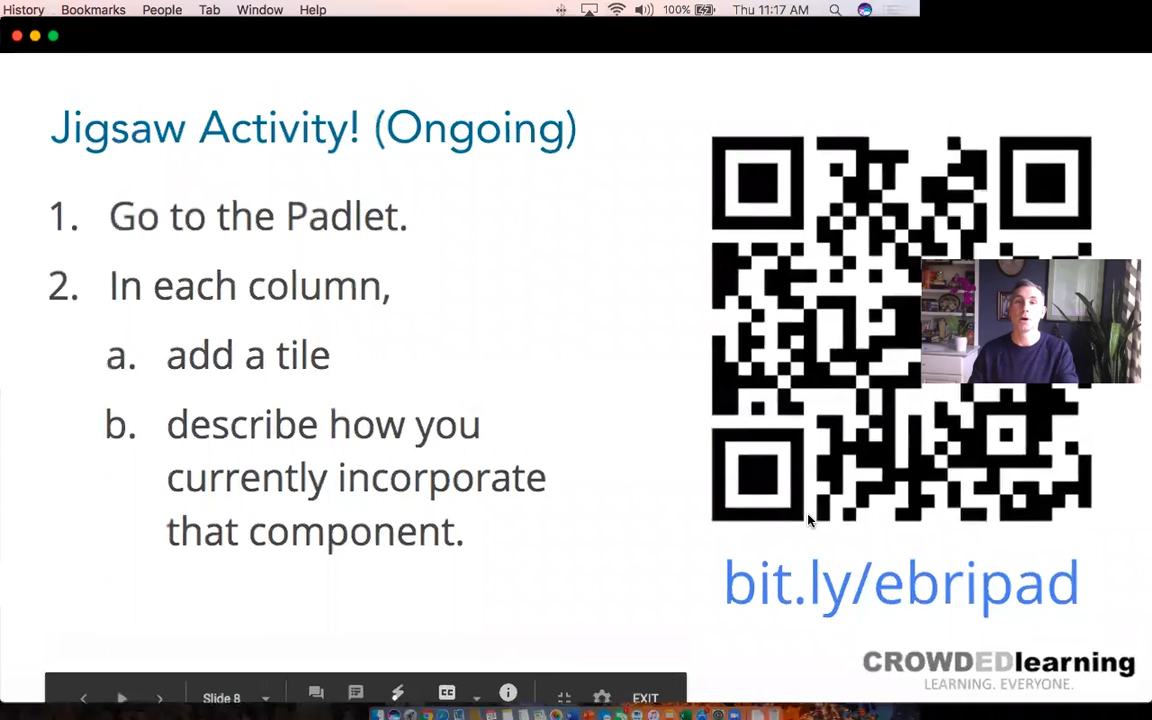 History Bookmarks People Tab Window Help 100% Thu 11:17 AM
Jigsaw Activity! (Ongoing)
1. Go to the Padlet.
2. In each column,
a. add a tile
b. describe how you
currently incorporate
that component.
bit.ly/ebripad
CROWDEDlearning
LEARNING. EVERYONE.
Slide 8 CC EXIT